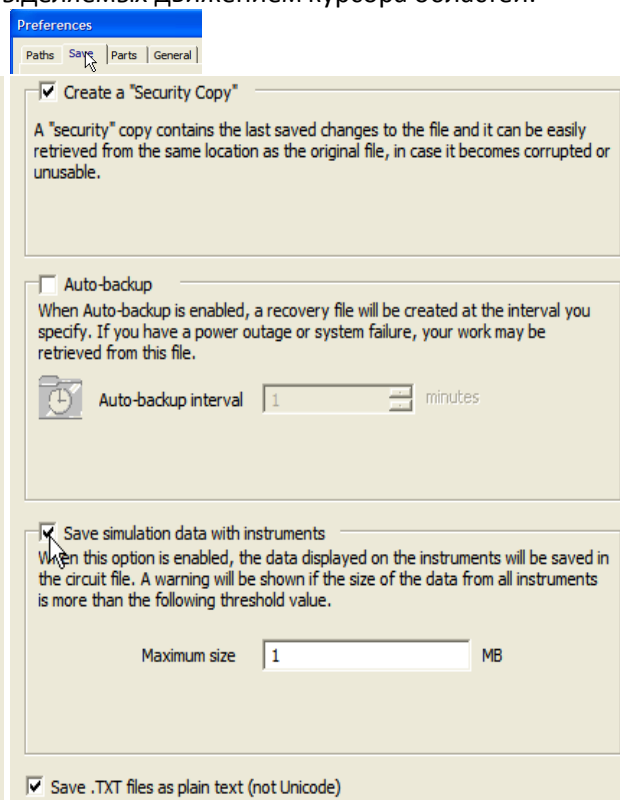 движением курсора
Preferences
Paths Save Parts General
Create a "Security Copy"
A "security" copy contains the last saved changes to the file and it can be easily
retrieved from the same location as the original file, in case it becomes corrupted or
unusable.
Auto-backup
When Auto-backup is enabled, a recovery file will be created at the interval you
specify. If you have a power outage or system failure, your work may be
retrieved from this file.
Auto-backup interval 1 minutes
Save simulation data with instruments
When this option is enabled, the data displayed on the instruments will be saved in
the circuit file. A warning will be shown if the size of the data from all instruments
is more than the following threshold value.
Maximum size 1 MB
Save .TXT files as plain text (not Unicode)